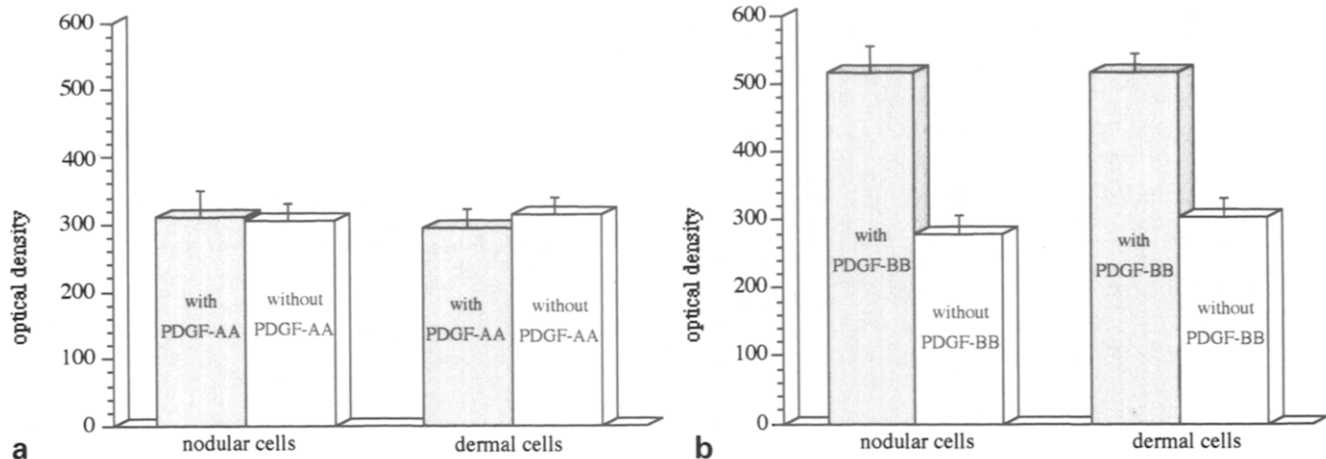 600
500
400
300
200
100
0
optical density
with
PDGF-AA
without
PDGF-AA
with
PDGF-AA
without
PDGF-AA
nodular cells
dermal cells
a
600
500
400
300
200
100
0
optical density
with
PDGF-BB
without
PDGF-BB
with
PDGF-BB
without
PDGF-BB
nodular cells
dermal cells
b